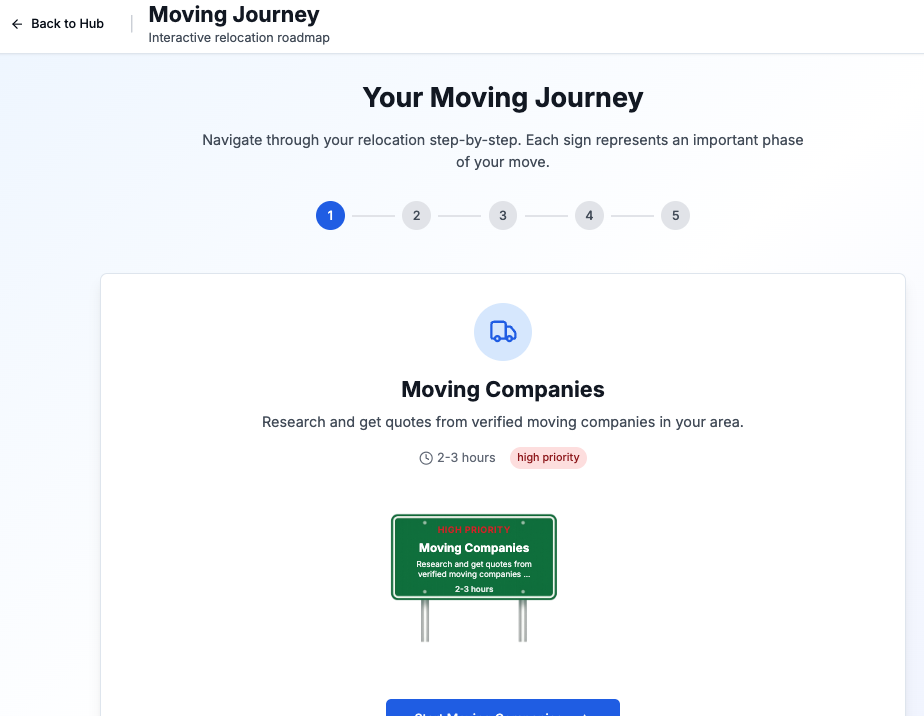 Back to Hub
Moving Journey
Interactive relocation roadmap
Your Moving Journey
Navigate through your relocation step-by-step. Each sign represents an important phase
of your move.
1 2 3 4 5
Moving Companies
Research and get quotes from verified moving companies in your area.
2-3 hours high priority
HIGH PRIORITY
Moving Companies
Research and get quotes from
verified moving companies ...
2-3 hours